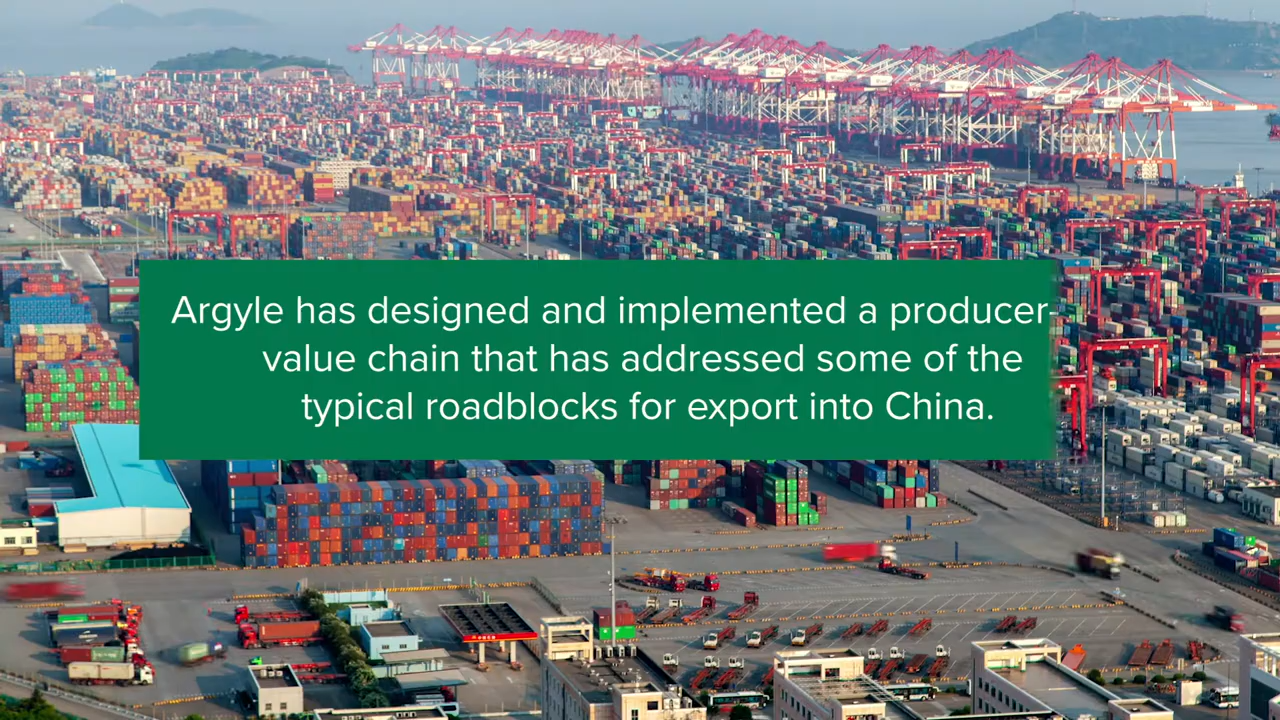 Argyle has designed and implemented a producer-
value chain that has addressed some of the
typical roadblocks for export into China.